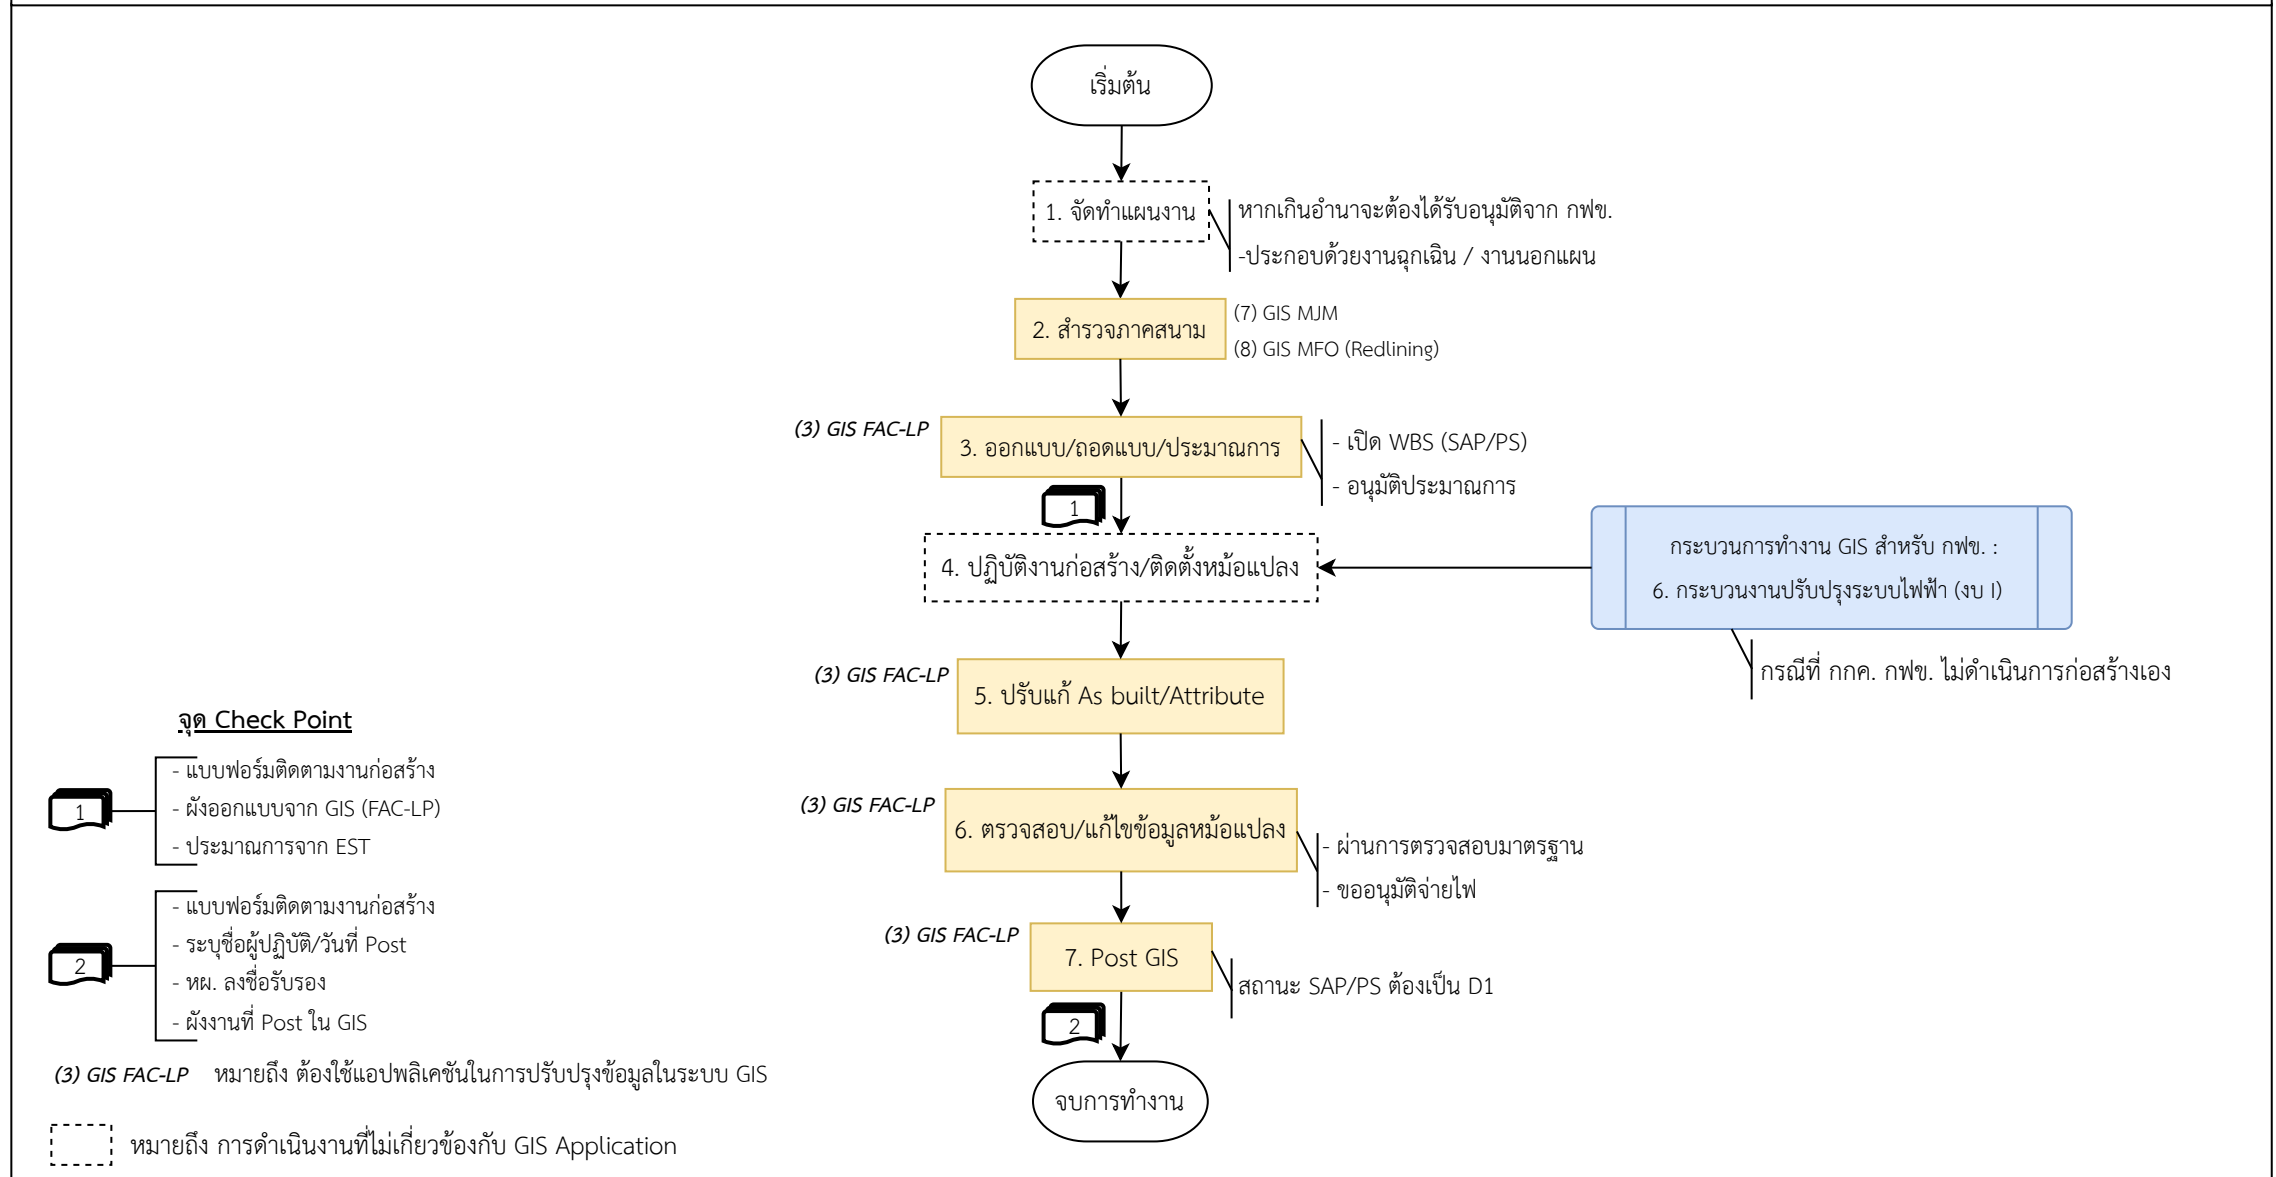 เริ่มต้น
1. จัดทำแผนงาน
หากเกินอำนาจะต้องได้รับอนุมัติจาก กฟข.
-ประกอบด้วยงานฉุกเฉิน / งานนอกแผน
2. สำรวจภาคสนาม
(7) GIS MJM
(8) GIS MFO (Redlining)
(3) GIS FAC-LP
3. ออกแบบ/ถอดแบบ/ประมาณการ
- เปิด WBS (SAP/PS)
- อนุมัติประมาณการ
1
4. ปฏิบัติงานก่อสร้าง/ติดตั้งหม้อแปลง
กระบวนการทำงาน GIS สำหรับ กฟข. :
6. กระบวนงานปรับปรุงระบบไฟฟ้า (งบ I)
กรณีที่ กกค. กฟข. ไม่ดำเนินการก่อสร้างเอง
(3) GIS FAC-LP
5. ปรับแก้ As built/Attribute
(3) GIS FAC-LP
6. ตรวจสอบ/แก้ไขข้อมูลหม้อแปลง
- ผ่านการตรวจสอบมาตรฐาน
- ขออนุมัติจ่ายไฟ
(3) GIS FAC-LP
7. Post GIS
สถานะ SAP/PS ต้องเป็น D1
2
จบการทำงาน
จุด Check Point
1
- แบบฟอร์มติดตามงานก่อสร้าง
- ผังออกแบบจาก GIS (FAC-LP)
- ประมาณการจาก EST
2
- แบบฟอร์มติดตามงานก่อสร้าง
- ระบุชื่อผู้ปฏิบัติ/วันที่ Post
- หผ. ลงชื่อรับรอง
- ผังงานที่ Post ใน GIS
(3) GIS FAC-LP หมายถึง ต้องใช้แอปพลิเคชันในการปรับปรุงข้อมูลในระบบ GIS
หมายถึง การดำเนินงานที่ไม่เกี่ยวข้องกับ GIS Application